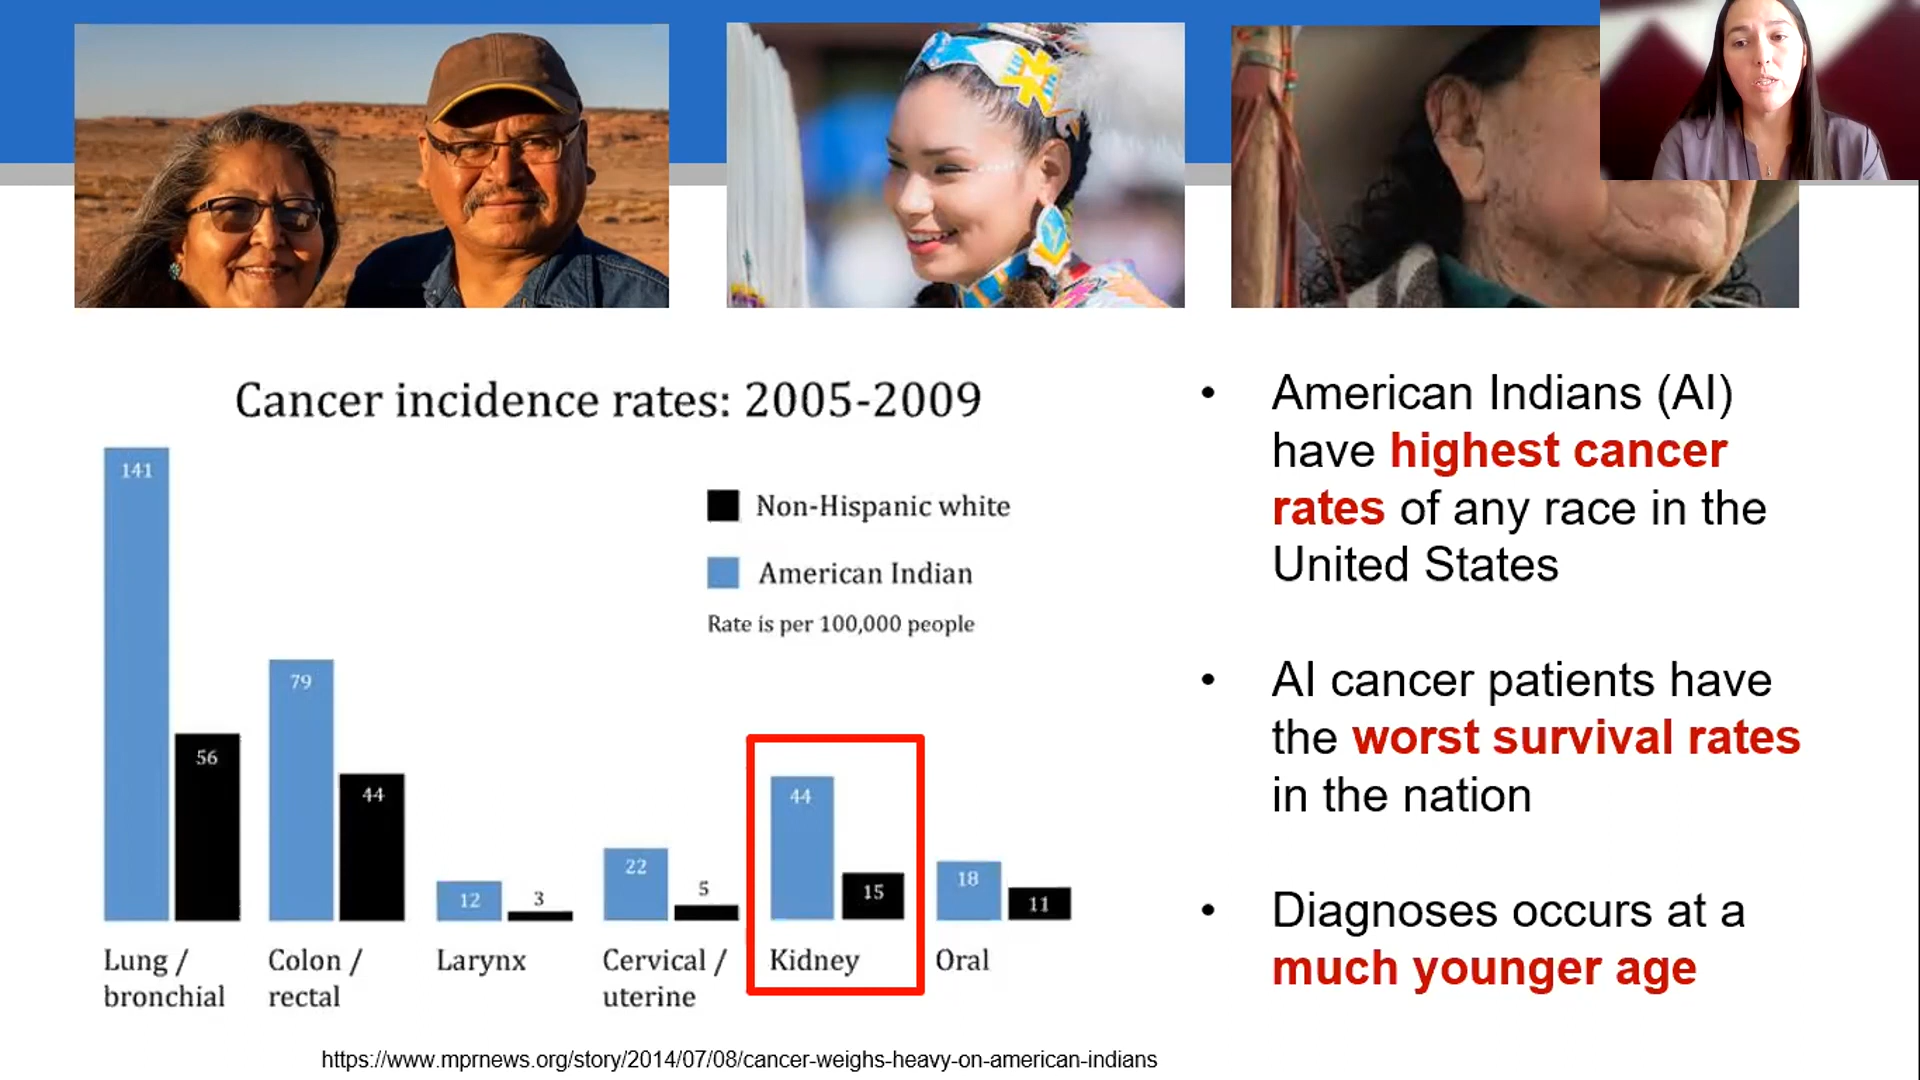 Cancer incidence rates: 2005-2009
Non-Hispanic white
American Indian
Rate is per 100,000 people
141
56
79
44
12
3
22
5
44
15
18
11
Lung /
bronchial
Colon /
rectal
Larynx
Cervical /
uterine
Kidney
Oral
• American Indians (AI)
have highest cancer
rates of any race in the
United States
• AI cancer patients have
the worst survival rates
in the nation
• Diagnoses occurs at a
much younger age
https://www.mprnews.org/story/2014/07/08/cancer-weighs-heavy-on-american-indians